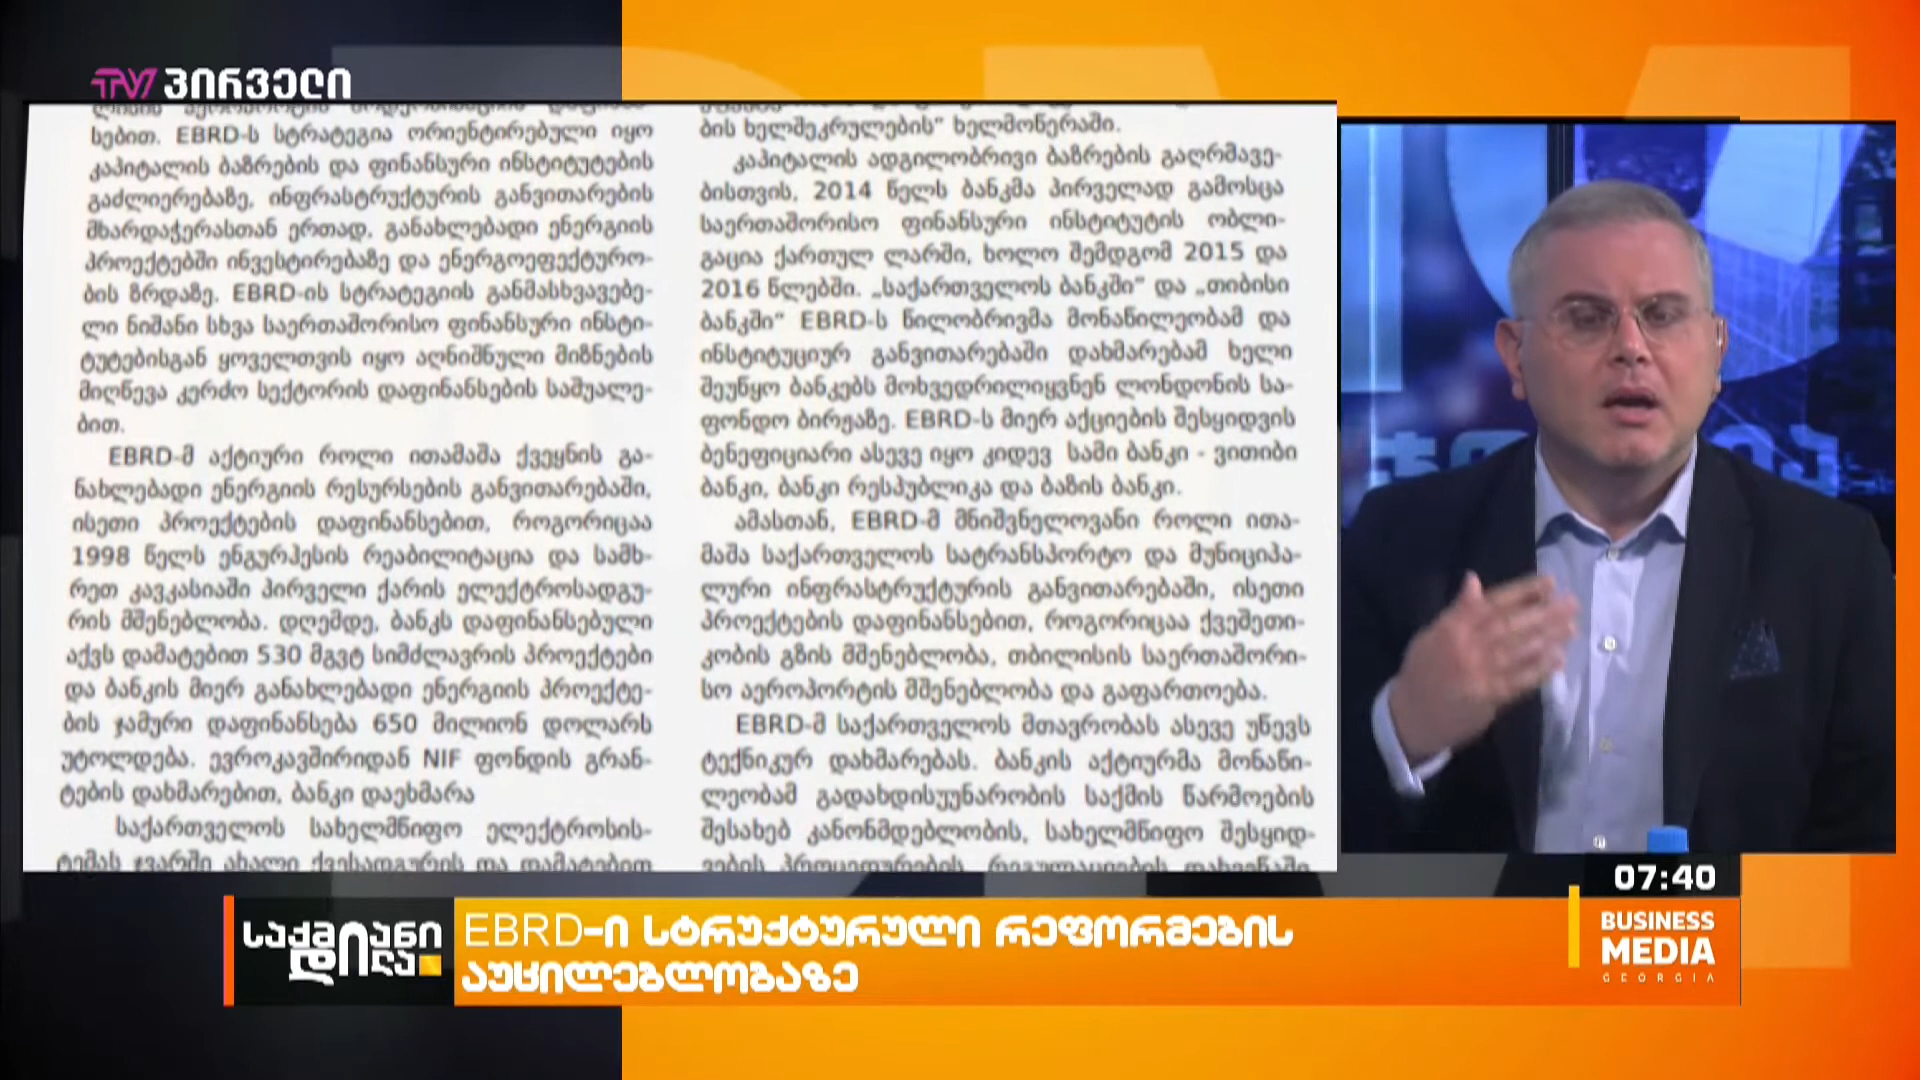 TV პირველი
სებით. EBRD-ს სტრატეგია ორიენტირებული იყო
კაპიტალის ბაზრების და ფინანსური ინსტიტუტების
გაძლიერებაზე, ინფრასტრუქტურის განვითარების
მხარდაჭერასთან ერთად, განახლებადი ენერგიის
პროექტებში ინვესტირებაზე და ენერგოეფექტურო-
ბის ზრდაზე. EBRD-ის სტრატეგიის განმასხვავებე-
ლი ნიშანი სხვა საერთაშორისო ფინანსური ინსტი-
ტუტებისგან ყოველთვის იყო აღნიშნული მიზნების
მიღწევა კერძო სექტორის დაფინანსების საშუალე-
ბით.
EBRD-მ აქტიური როლი ითამაშა ქვეყნის გა-
ნახლებადი ენერგიის რესურსების განვითარებაში,
ისეთი პროექტების დაფინანსებით, როგორიცაა
1998 წელს ენგურჰესის რეაბილიტაცია და სამხ-
რეთ კავკასიაში პირველი ქარის ელექტროსადგუ-
რის მშენებლობა. დღემდე, ბანკს დაფინანსებული
აქვს დამატებით 530 მგვტ სიმძლავრის პროექტები
და ბანკის მიერ განახლებადი ენერგიის პროექტე-
ბის ჯამური დაფინანსება 650 მილიონ დოლარს
უტოლდება. ევროკავშირიდან NIF ფონდის გრან-
ტების დახმარებით, ბანკი დაეხმარა
საქართველოს სახელმწიფო ელექტროსის-
ტემას ჯვარში ახალი ქვესადგურის და დამატებით
ბის ხელშეკრულების“ ხელმოწერაში.
კაპიტალის ადგილობრივი ბაზრების გაღრმავე-
ბისთვის, 2014 წელს ბანკმა პირველად გამოსცა
საერთაშორისო ფინანსური ინსტიტუტის ობლი-
გაცია ქართულ ლარში, ხოლო შემდგომ 2015 და
2016 წლებში. „საქართველოს ბანკში“ და „თიბისი
ბანკში“ EBRD-ს წილობრივმა მონაწილეობამ და
ინსტიტუციურ განვითარებაში დახმარებამ ხელი
შეუწყო ბანკებს მოხვედრილიყვნენ ლონდონის სა-
ფონდო ბირჟაზე. EBRD-ს მიერ აქციების შესყიდვის
ბენეფიციარი ასევე იყო კიდევ სამი ბანკი - ვითიბი
ბანკი, ბანკი რესპუბლიკა და ბაზის ბანკი.
ამასთან, EBRD-მ მნიშვნელოვანი როლი ითა-
მაშა საქართველოს სატრანსპორტო და მუნიციპა-
ლური ინფრასტრუქტურის განვითარებაში, ისეთი
პროექტების დაფინანსებით, როგორიცაა ქვეშეთი-
კობის გზის მშენებლობა, თბილისის საერთაშორი-
სო აეროპორტის მშენებლობა და გაფართოება.
EBRD-მ საქართველოს მთავრობას ასევე უწევს
ტექნიკურ დახმარებას. ბანკის აქტიურმა მონაწი-
ლეობამ გადახდისუუნარობის საქმის წარმოების
შესახებ კანონმდებლობის, სახელმწიფო შესყიდ-
ვების პროცედურების, რეგულაციების დახვეწაში
07:40
საქმიანი
დილა
EBRD-ი სტრუქტურული რეფორმების
აუცილებლობაზე
BUSINESS
MEDIA
GEORGIA